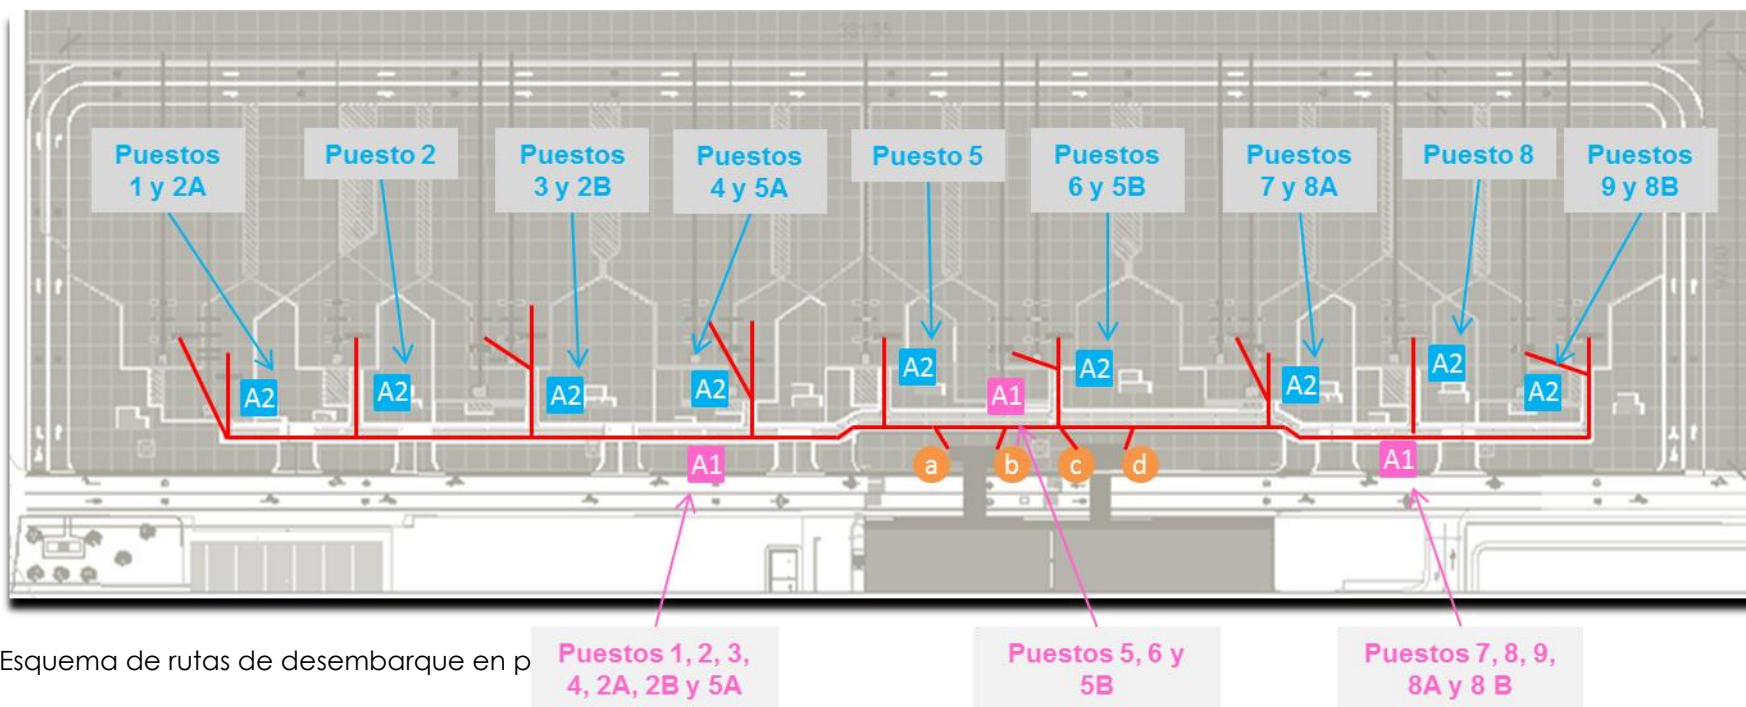 331.85
Puestos
1 y 2A
Puesto 2
Puestos
3 y 2B
Puestos
4 y 5A
Puesto 5
Puestos
6 y 5B
Puestos
7 y 8A
Puesto 8
Puestos
9 y 8B
A2
A2
A2
A2
A2
A2
A2
A2
A2
A1
A1
A1
a
b
c
d
Puestos 1, 2, 3,
4, 2A, 2B y 5A
Puestos 5, 6 y
5B
Puestos 7, 8, 9,
8A y 8 B
Esquema de rutas de desembarque en p